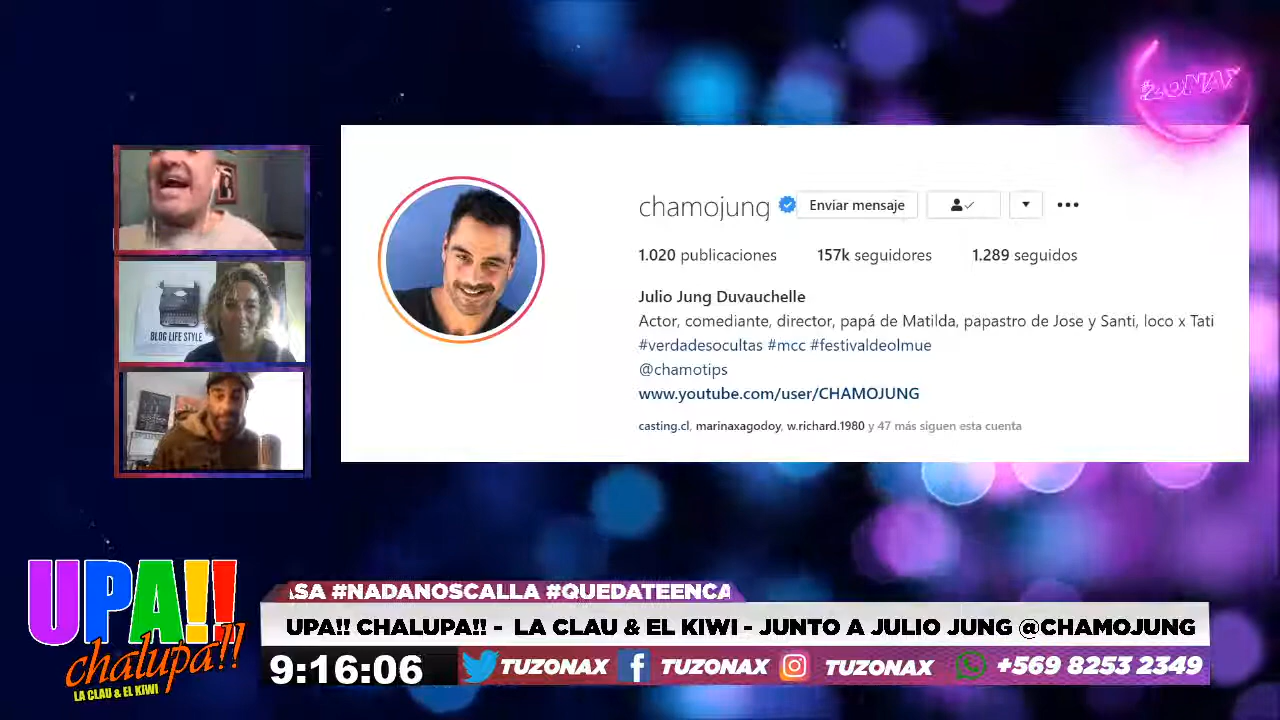 ZONAX
chamojung
Enviar mensaje
1.020 publicaciones
157k seguidores
1.289 seguidos
Julio Jung Duvauchelle
Actor, comediante, director, papá de Matilda, papastro de Jose y Santi, loco x Tati
#verdadesocultas #mcc #festivaldeolmue
@chamotips
www.youtube.com/user/CHAMOJUNG
casting.cl, marinaxagodoy, w.richard.1980 y 47 más siguen esta cuenta
BLOG LIFE STYLE
UPA!!
chalupa!!
LA CLAU & EL KIWI
ASA #NADANOSCALLA #QUEDATEENCA
UPA!! CHALUPA!! - LA CLAU & EL KIWI - JUNTO A JULIO JUNG @CHAMOJUNG
9:16:06
TUZONAX
TUZONAX
TUZONAX
+569 8253 2349